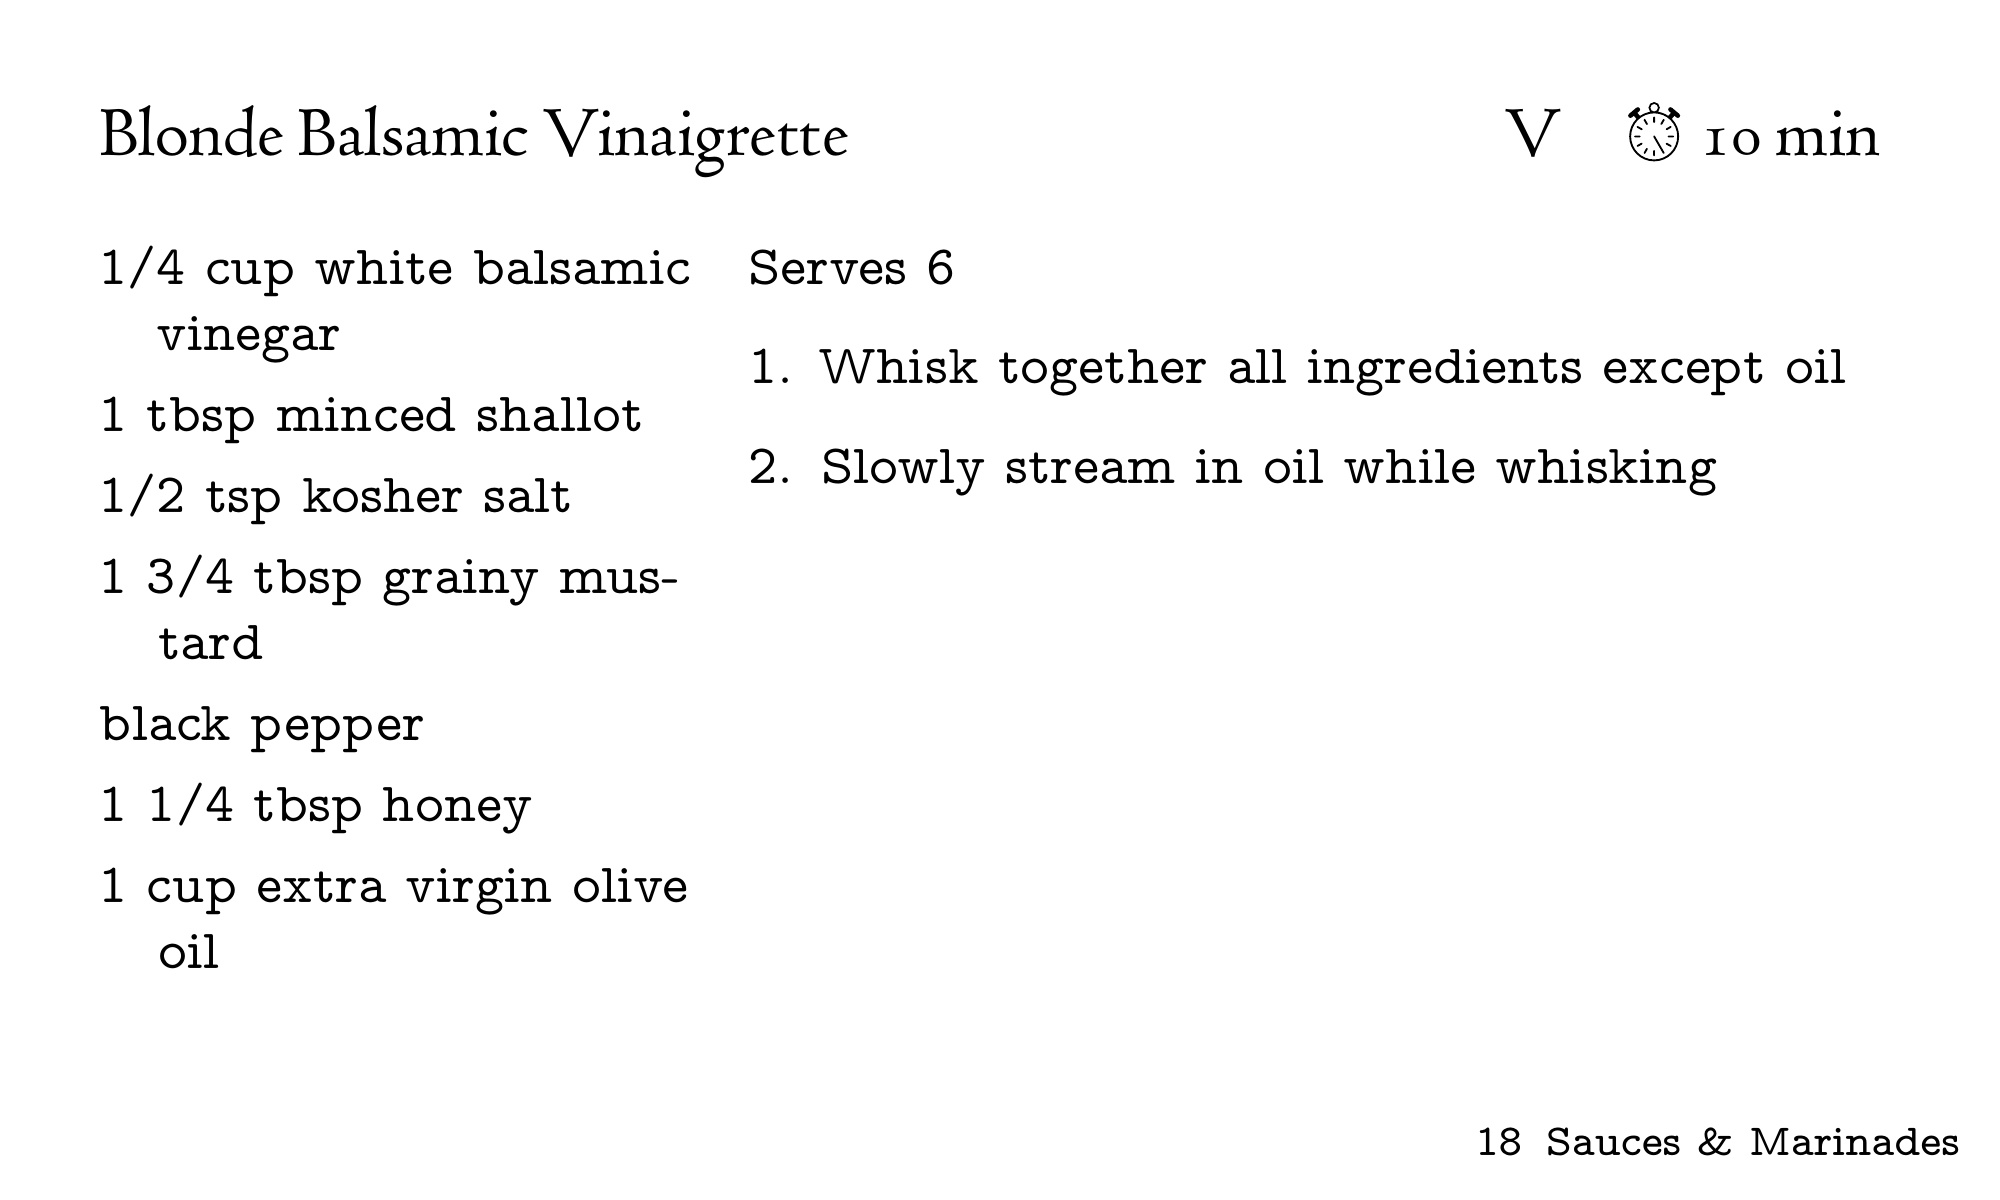 Blonde Balsamic Vinaigrette V 10 min
1/4 cup white balsamic
vinegar
1 tbsp minced shallot
1/2 tsp kosher salt
1 3/4 tbsp grainy mus-
tard
black pepper
1 1/4 tbsp honey
1 cup extra virgin olive
oil
Serves 6
1. Whisk together all ingredients except oil
2. Slowly stream in oil while whisking
18 Sauces & Marinades